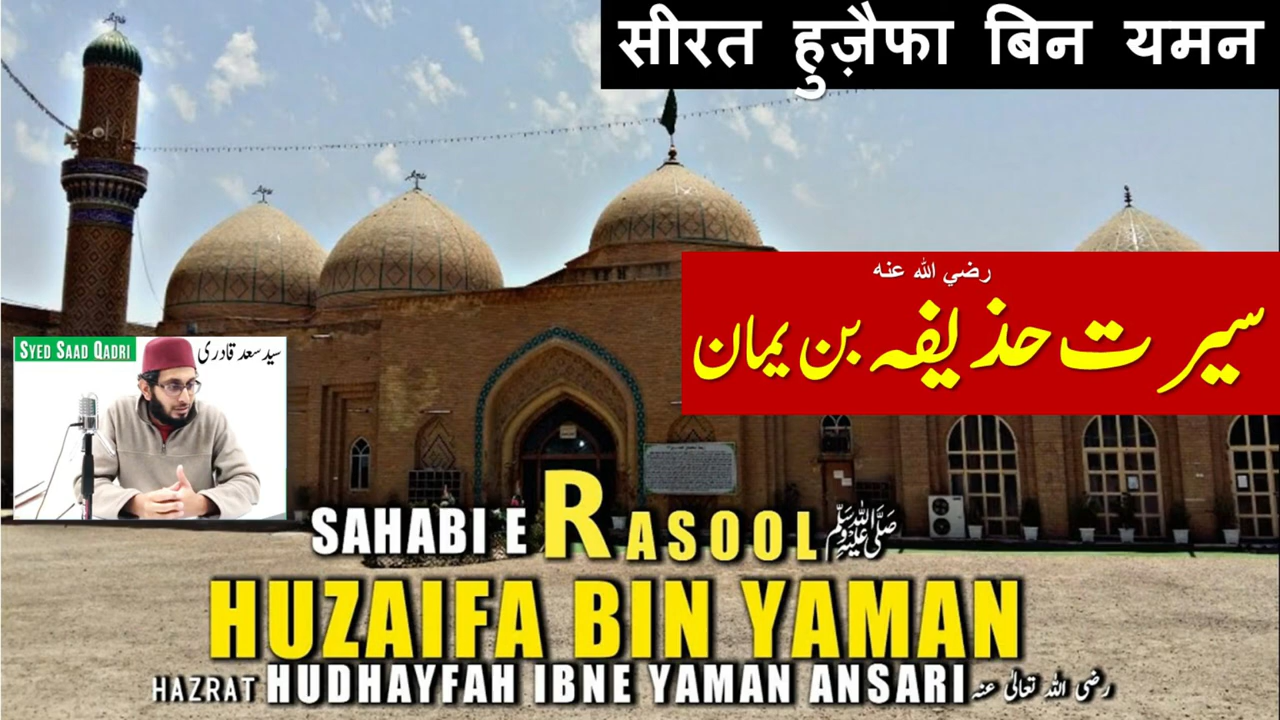 सीरत हुज़ैफा बिन यमन
رضي الله عنه
سیرت حذیفہ بن یمان
SYED SAAD QADRI
سید سعد قادری
SAHABI E RASOOL ﷺ
HUZAIFA BIN YAMAN
HAZRAT HUDHAYFAH IBNE YAMAN ANSARI رضی اللہ تعالیٰ عنہ